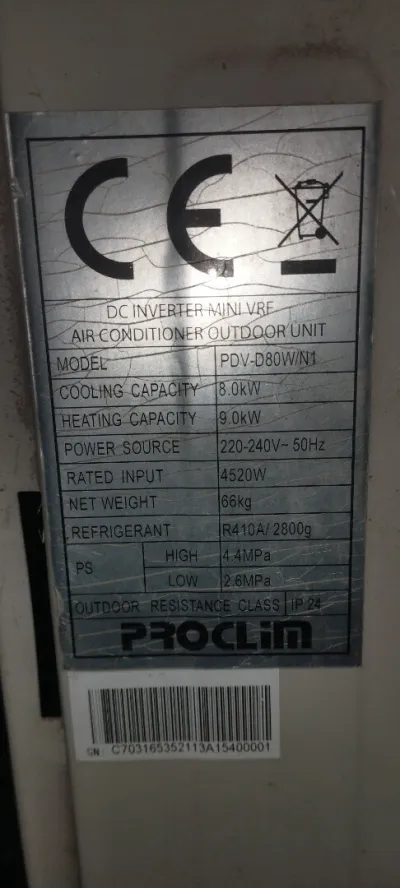 CE
DC INVERTER MINI VRF
AIR CONDITIONER OUTDOOR UNIT
MODEL PDV-D80W/N1
COOLING CAPACITY 8.0kW
HEATING CAPACITY 9.0kW
POWER SOURCE 220-240V~ 50Hz
RATED INPUT 4520W
NET WEIGHT 66kg
REFRIGERANT R410A/ 2800g
PS HIGH 4.4MPa
LOW 2.6MPa
OUTDOOR RESISTANCE CLASS IP 24
PROCLIM
SN: C703165352113A15400001